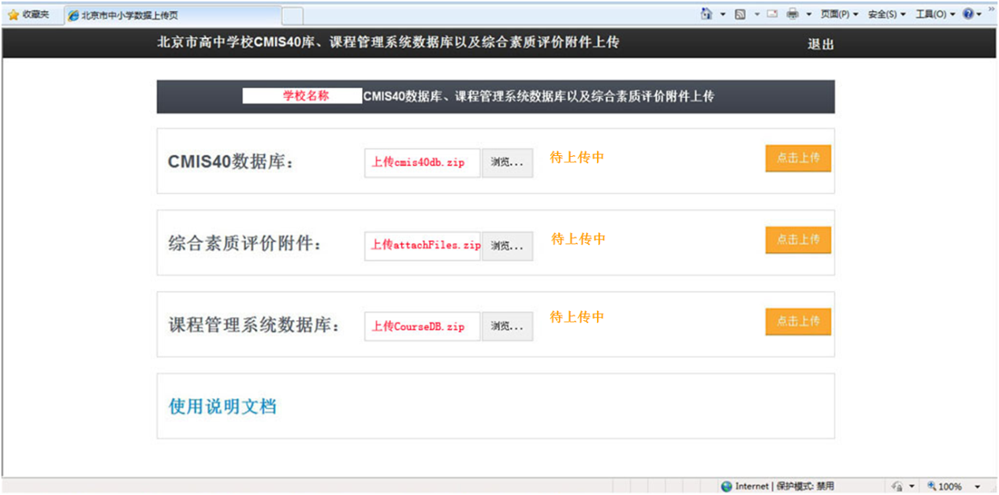 收藏夹 北京市中小学数据上传页 页面(P) 安全(S) 工具(O)
北京市高中学校CMIS40库、课程管理系统数据库以及综合素质评价附件上传 退出
学校名称 CMIS40数据库、课程管理系统数据库以及综合素质评价附件上传
CMIS40数据库： 上传cmis40db.zip 浏览... 待上传中 点击上传
综合素质评价附件： 上传attachFiles.zip 浏览... 待上传中 点击上传
课程管理系统数据库： 上传CourseDB.zip 浏览... 待上传中 点击上传
使用说明文档
Internet | 保护模式: 禁用 100%